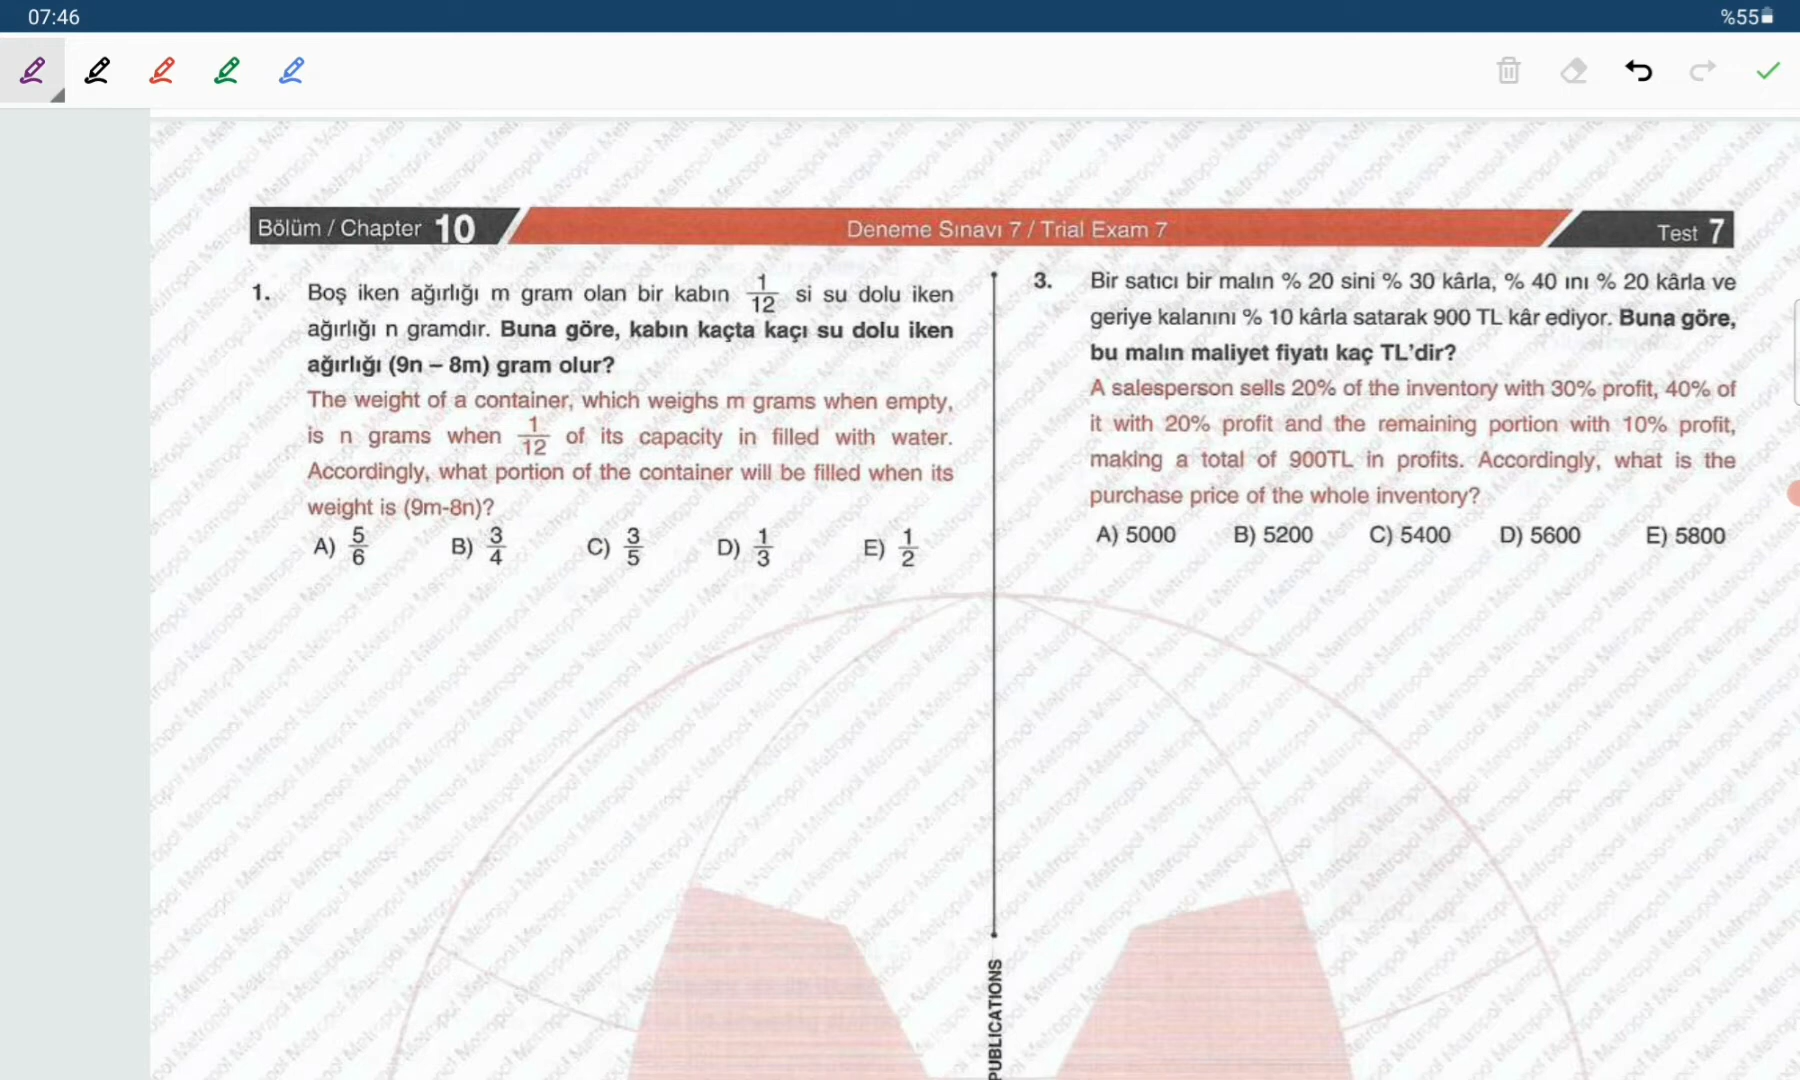 07:46
%55
Bölüm / Chapter 10
Deneme Sınavı 7 / Trial Exam 7
Test 7
1. Boş iken ağırlığı m gram olan bir kabın 1/12 si su dolu iken
ağırlığı n gramdır. Buna göre, kabın kaçta kaçı su dolu iken
ağırlığı (9n – 8m) gram olur?
The weight of a container, which weighs m grams when empty,
is n grams when 1/12 of its capacity in filled with water.
Accordingly, what portion of the container will be filled when its
weight is (9m-8n)?
A) 5/6 B) 3/4 C) 3/5 D) 1/3 E) 1/2
3. Bir satıcı bir malın % 20 sini % 30 kârla, % 40 ını % 20 kârla ve
geriye kalanını % 10 kârla satarak 900 TL kâr ediyor. Buna göre,
bu malın maliyet fiyatı kaç TL'dir?
A salesperson sells 20% of the inventory with 30% profit, 40% of
it with 20% profit and the remaining portion with 10% profit,
making a total of 900TL in profits. Accordingly, what is the
purchase price of the whole inventory?
A) 5000 B) 5200 C) 5400 D) 5600 E) 5800
PUBLICATIONS
Metropol